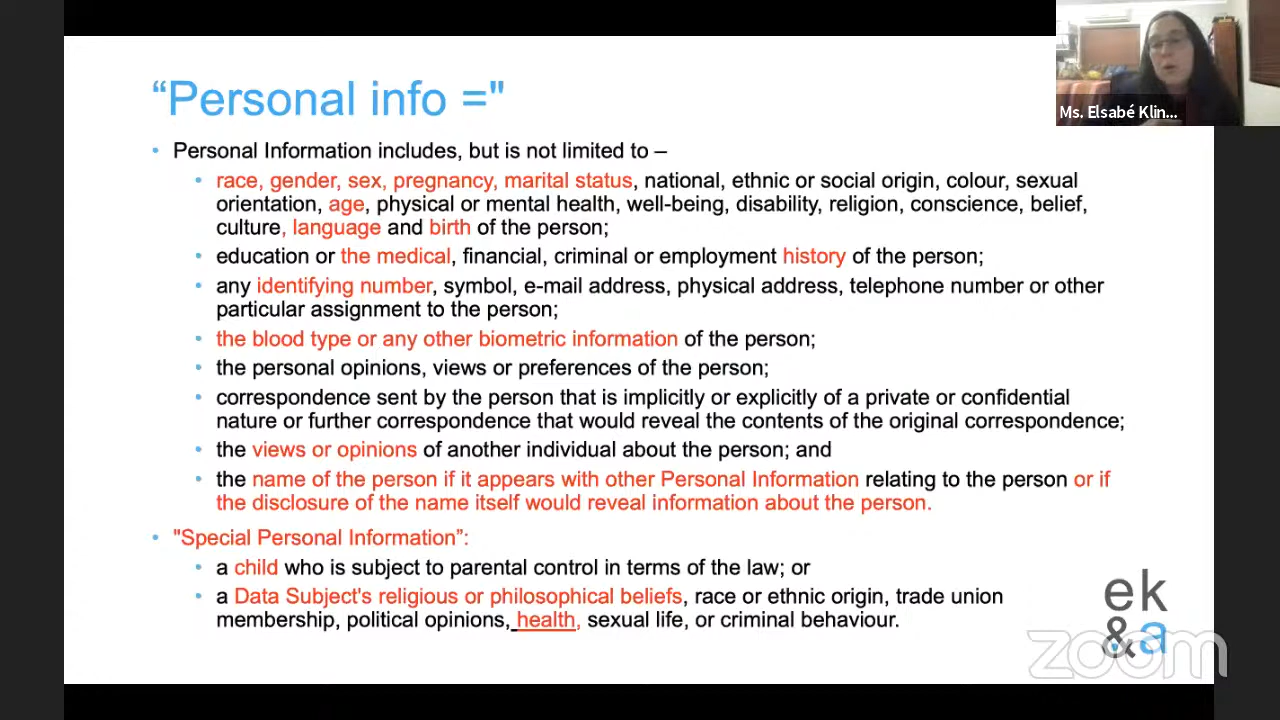 “Personal info ="
Personal Information includes, but is not limited to –
race, gender, sex, pregnancy, marital status, national, ethnic or social origin, colour, sexual
orientation, age, physical or mental health, well-being, disability, religion, conscience, belief,
culture, language and birth of the person;
education or the medical, financial, criminal or employment history of the person;
any identifying number, symbol, e-mail address, physical address, telephone number or other
particular assignment to the person;
the blood type or any other biometric information of the person;
the personal opinions, views or preferences of the person;
correspondence sent by the person that is implicitly or explicitly of a private or confidential
nature or further correspondence that would reveal the contents of the original correspondence;
the views or opinions of another individual about the person; and
the name of the person if it appears with other Personal Information relating to the person or if
the disclosure of the name itself would reveal information about the person.
"Special Personal Information”:
a child who is subject to parental control in terms of the law; or
a Data Subject's religious or philosophical beliefs, race or ethnic origin, trade union
membership, political opinions, health, sexual life, or criminal behaviour.
Ms. Elsabé Klin...
ek
&a
zoom